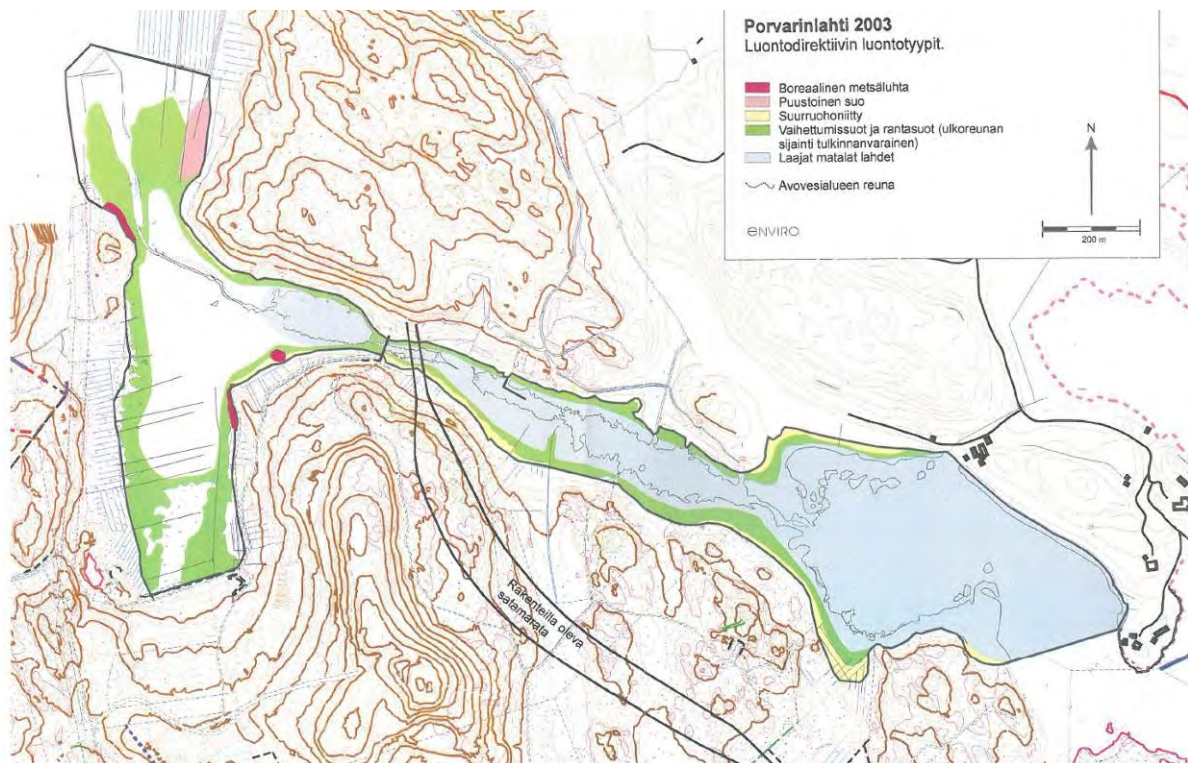 Porvarinlahti 2003
Luontodirektiivin luontotyypit.
Boreaalinen metsäluhta
Puustoinen suo
Suurruohoniitty
Vaihettumissuot ja rantasuot (ulkoreunan
sijainti tulkinnanvarainen)
Laajat matalat lahdet
Avovesialueen reuna
N
ENVIRO
200 m
Rakenteilla oleva
satamarata